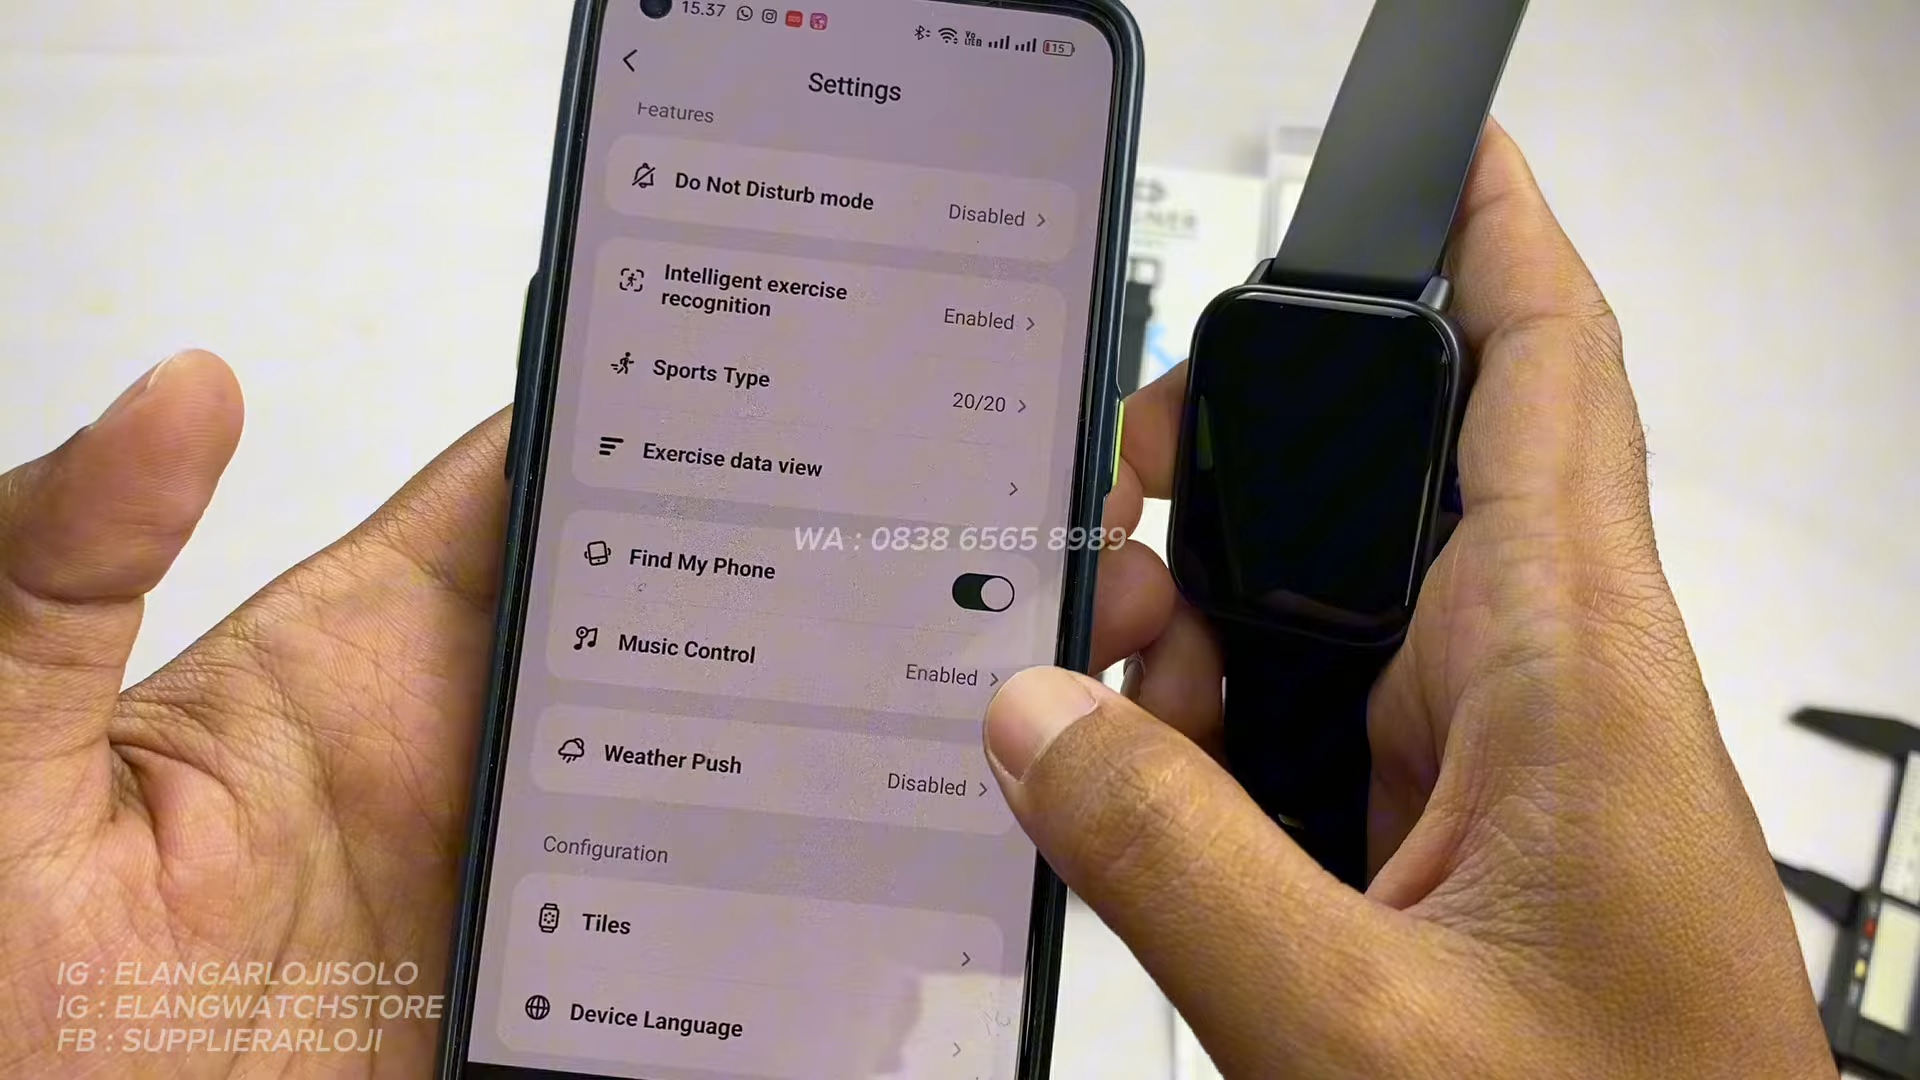 15.37
15
Settings
Features
Do Not Disturb mode
Disabled
Intelligent exercise
recognition
Enabled
Sports Type
20/20
Exercise data view
WA : 0838 6565 8989
Find My Phone
Music Control
Enabled
Weather Push
Disabled
Configuration
Tiles
Device Language
IG : ELANGARLOJISOLO
IG : ELANGWATCHSTORE
FB : SUPPLIERARLOJI